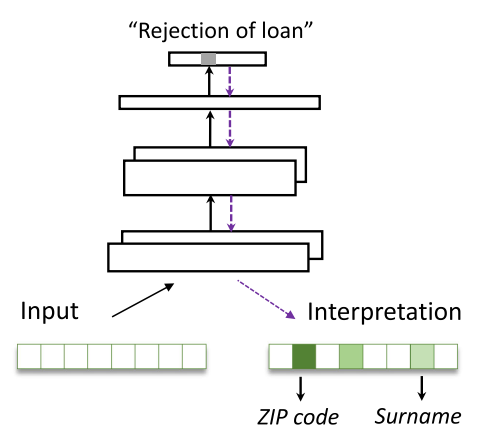 “Rejection of loan”
Input
Interpretation
ZIP code
Surname